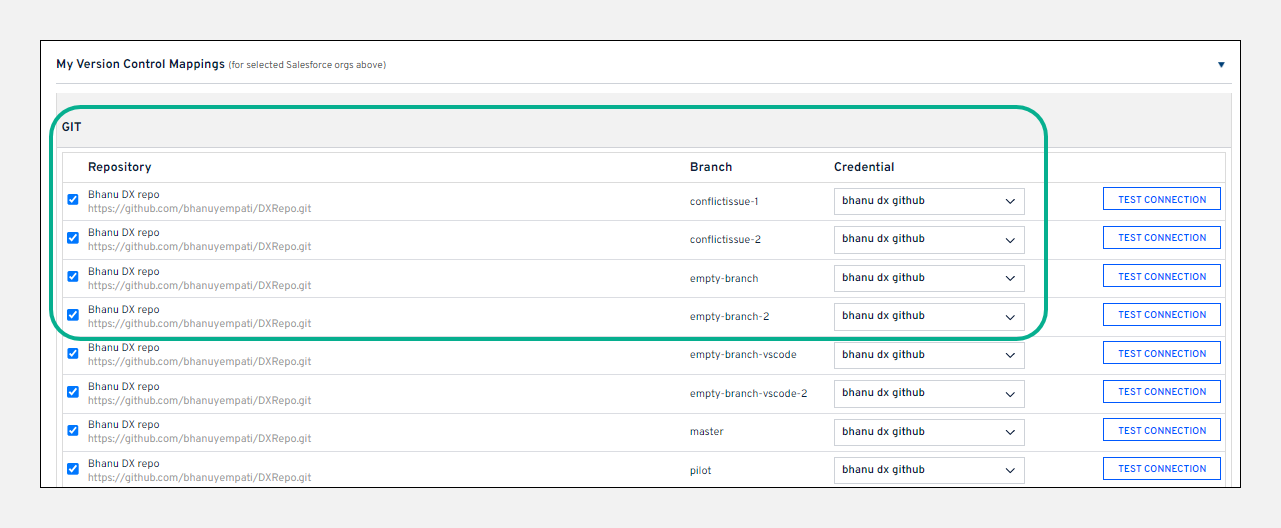 My Version Control Mappings (for selected Salesforce orgs above)
GIT
Repository Branch Credential
Bhanu DX repo
https://github.com/bhanuyempati/DXRepo.git
conflictissue-1 bhanu dx github TEST CONNECTION
Bhanu DX repo
https://github.com/bhanuyempati/DXRepo.git
conflictissue-2 bhanu dx github TEST CONNECTION
Bhanu DX repo
https://github.com/bhanuyempati/DXRepo.git
empty-branch bhanu dx github TEST CONNECTION
Bhanu DX repo
https://github.com/bhanuyempati/DXRepo.git
empty-branch-2 bhanu dx github TEST CONNECTION
Bhanu DX repo
https://github.com/bhanuyempati/DXRepo.git
empty-branch-vscode bhanu dx github TEST CONNECTION
Bhanu DX repo
https://github.com/bhanuyempati/DXRepo.git
empty-branch-vscode-2 bhanu dx github TEST CONNECTION
Bhanu DX repo
https://github.com/bhanuyempati/DXRepo.git
master bhanu dx github TEST CONNECTION
Bhanu DX repo
https://github.com/bhanuyempati/DXRepo.git
pilot bhanu dx github TEST CONNECTION